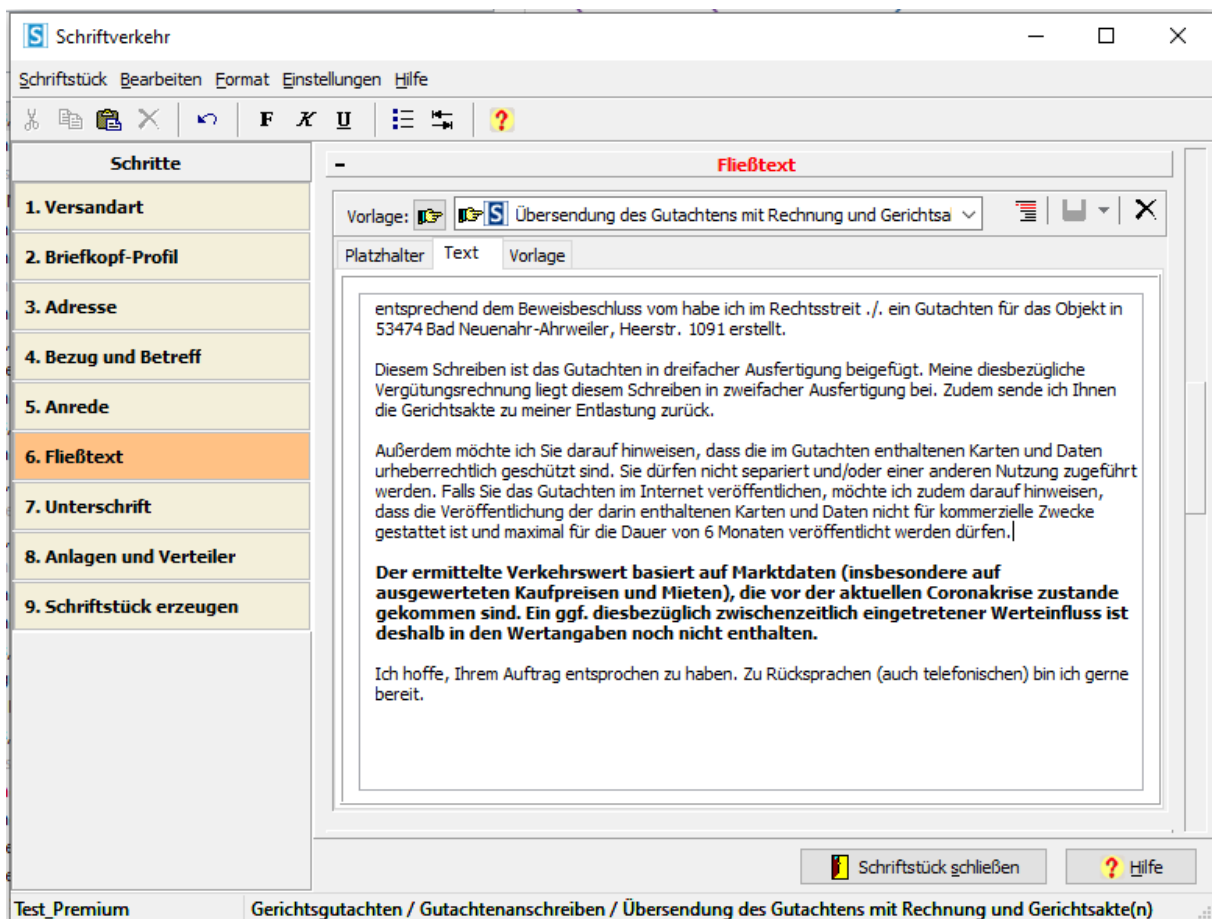 Schriftverkehr
Schriftstück Bearbeiten Format Einstellungen Hilfe
F K U
Schritte
1. Versandart
2. Briefkopf-Profil
3. Adresse
4. Bezug und Betreff
5. Anrede
6. Fließtext
7. Unterschrift
8. Anlagen und Verteiler
9. Schriftstück erzeugen
Fließtext
Vorlage: Übersendung des Gutachtens mit Rechnung und Gerichtsa
Platzhalter Text Vorlage
entsprechend dem Beweisbeschluss vom habe ich im Rechtsstreit ./. ein Gutachten für das Objekt in
53474 Bad Neuenahr-Ahrweiler, Heerstr. 1091 erstellt.
Diesem Schreiben ist das Gutachten in dreifacher Ausfertigung beigefügt. Meine diesbezügliche
Vergütungsrechnung liegt diesem Schreiben in zweifacher Ausfertigung bei. Zudem sende ich Ihnen
die Gerichtsakte zu meiner Entlastung zurück.
Außerdem möchte ich Sie darauf hinweisen, dass die im Gutachten enthaltenen Karten und Daten
urheberrechtlich geschützt sind. Sie dürfen nicht separiert und/oder einer anderen Nutzung zugeführt
werden. Falls Sie das Gutachten im Internet veröffentlichen, möchte ich zudem darauf hinweisen,
dass die Veröffentlichung der darin enthaltenen Karten und Daten nicht für kommerzielle Zwecke
gestattet ist und maximal für die Dauer von 6 Monaten veröffentlicht werden dürfen.
Der ermittelte Verkehrswert basiert auf Marktdaten (insbesondere auf
ausgewerteten Kaufpreisen und Mieten), die vor der aktuellen Coronakrise zustande
gekommen sind. Ein ggf. diesbezüglich zwischenzeitlich eingetretener Werteinfluss ist
deshalb in den Wertangaben noch nicht enthalten.
Ich hoffe, Ihrem Auftrag entsprochen zu haben. Zu Rücksprachen (auch telefonischen) bin ich gerne
bereit.
Schriftstück schließen
Hilfe
Test_Premium
Gerichtsgutachten / Gutachtenanschreiben / Übersendung des Gutachtens mit Rechnung und Gerichtsakte(n)